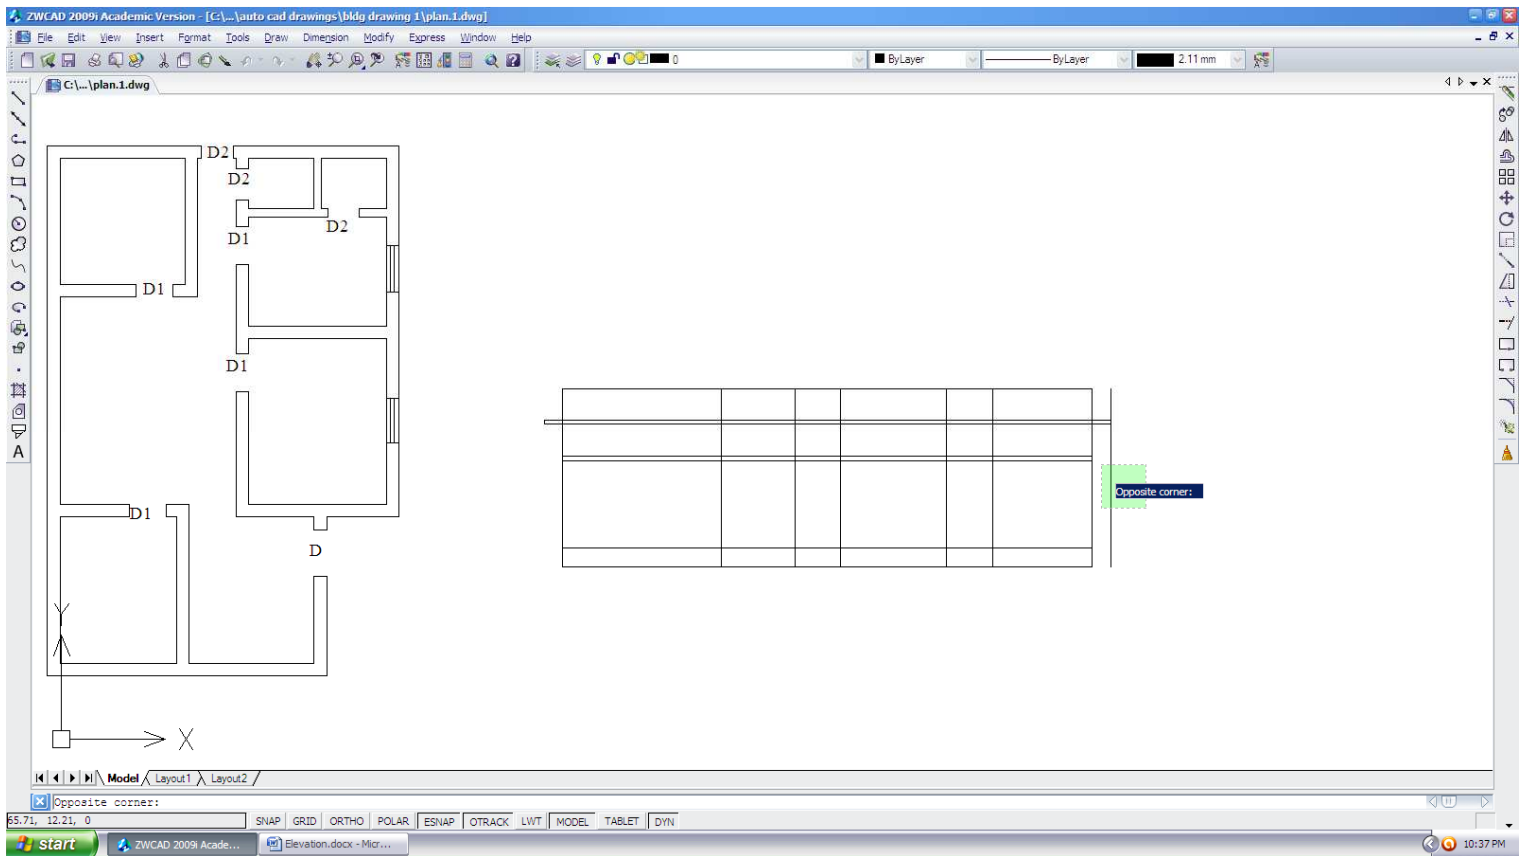 ZWCAD 2009i Academic Version - [C:\...\auto cad drawings\bldg drawing 1\plan.1.dwg]
File Edit View Insert Format Tools Draw Dimension Modify Express Window Help
0 ByLayer ByLayer 2.11 mm
C:\...\plan.1.dwg
D2
D2
D2
D1
D1
D1
D1
D
Opposite corner:
Y
X
A
Model Layout1 Layout2
Opposite corner:
65.71, 12.21, 0 SNAP GRID ORTHO POLAR ESNAP OTRACK LWT MODEL TABLET DYN
start ZWCAD 2009i Acade... Elevation.docx - Micr... 10:37 PM